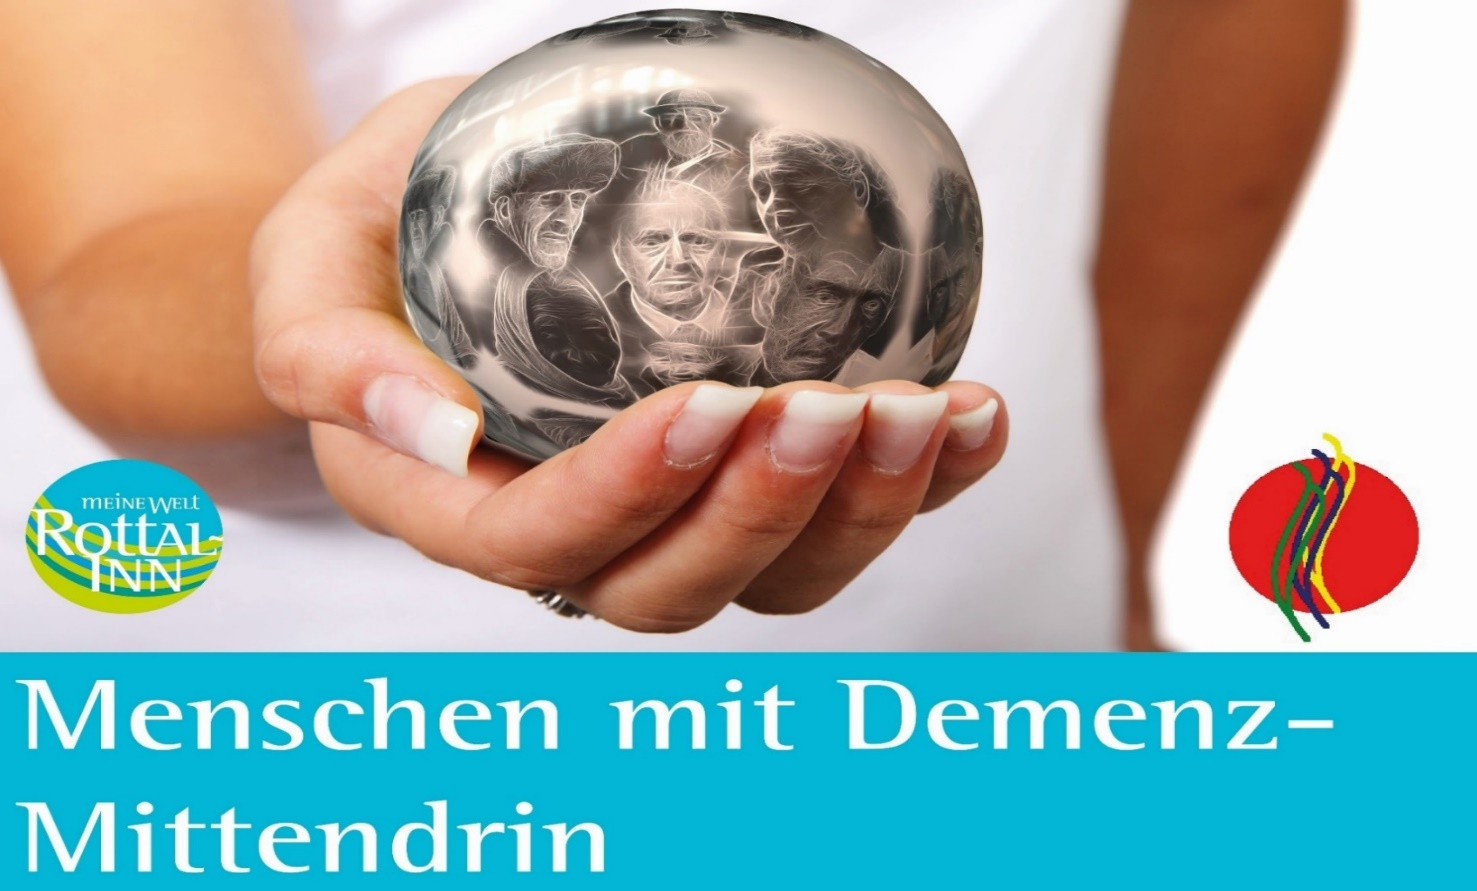 meine Welt
Rottal-
Inn
Menschen mit Demenz-
Mittendrin